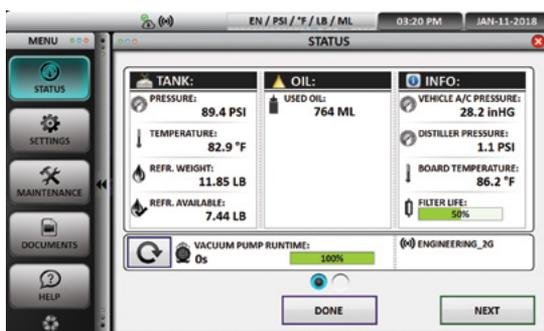 EN / PSI / °F / LB / ML 03:20 PM JAN-11-2018
MENU STATUS
STATUS
SETTINGS
MAINTENANCE
DOCUMENTS
HELP
TANK:
PRESSURE:
89.4 PSI
TEMPERATURE:
82.9 °F
REFR. WEIGHT:
11.85 LB
REFR. AVAILABLE:
7.44 LB
OIL:
USED OIL:
764 ML
INFO:
VEHICLE A/C PRESSURE:
28.2 inHG
DISTILLER PRESSURE:
1.1 PSI
BOARD TEMPERATURE:
86.2 °F
FILTER LIFE:
50%
VACUUM PUMP RUNTIME:
0s 100%
ENGINEERING_2G
DONE NEXT